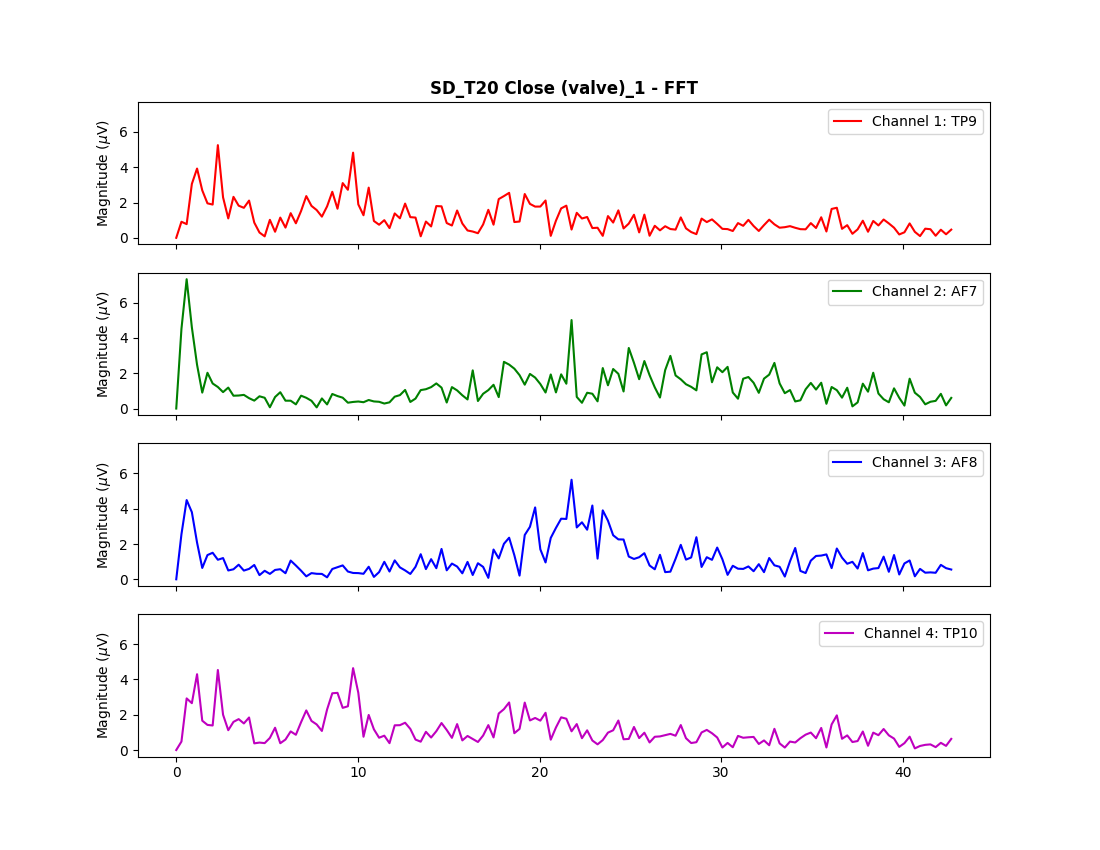 SD_T20 Close (valve)_1 - FFT
Magnitude (μV)
6
4
2
0
Channel 1: TP9
Magnitude (μV)
6
4
2
0
Channel 2: AF7
Magnitude (μV)
6
4
2
0
Channel 3: AF8
Magnitude (μV)
6
4
2
0
Channel 4: TP10
0 10 20 30 40